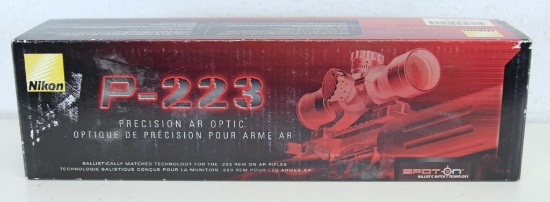 Nikon
P-223
PRECISION AR OPTIC
OPTIQUE DE PRÉCISION POUR ARME AR
BALLISTICALLY MATCHED TECHNOLOGY FOR THE .223 REM ON AR RIFLES
TECHNOLOGIE BALISTIQUE CONÇUE POUR LA MUNITION .223 REM POUR LES ARMES AR
SPOT ON
BALLISTIC MATCH TECHNOLOGY